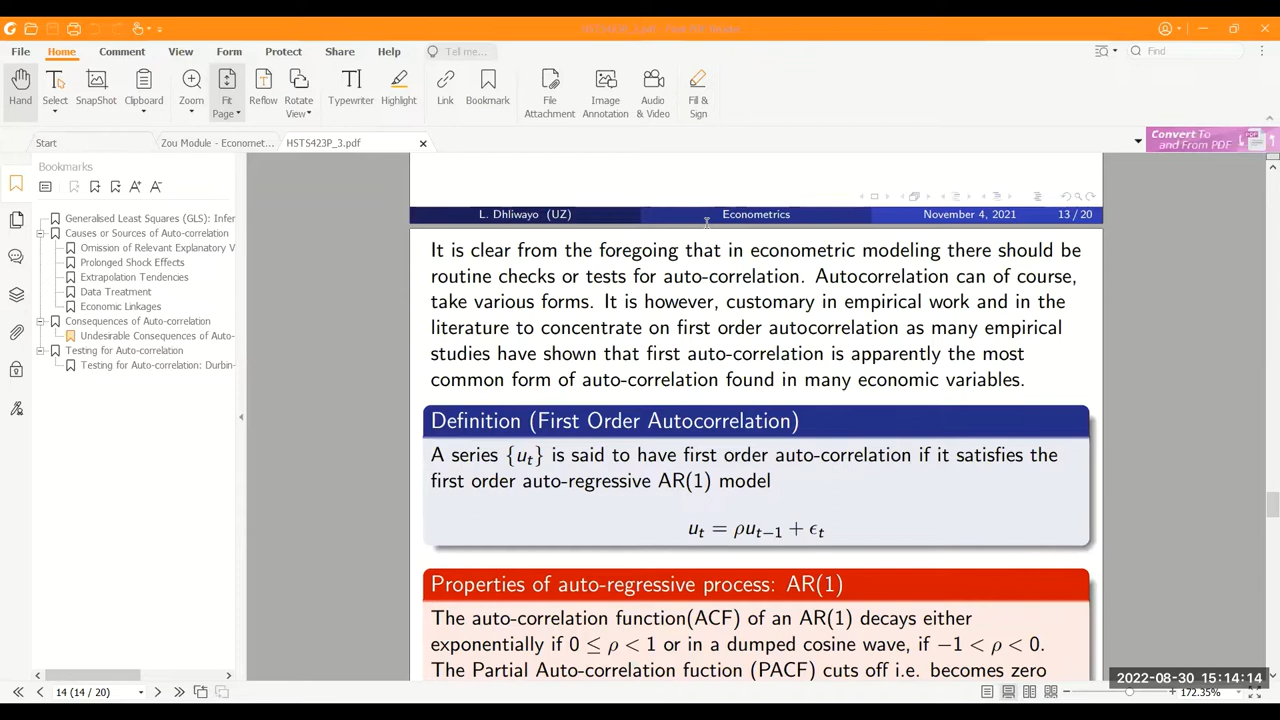 File Home Comment View Form Protect Share Help Tell me... Find
Hand Select SnapShot Clipboard Zoom Fit Page Reflow Rotate View Typewriter Highlight Link Bookmark File Attachment Image Annotation Audio & Video Fill & Sign
Start Zou Module - Economet... HSTS423P_3.pdf Convert To and From PDF
Bookmarks
Generalised Least Squares (GLS): Infer
Causes or Sources of Auto-correlation
Omission of Relevant Explanatory V
Prolonged Shock Effects
Extrapolation Tendencies
Data Treatment
Economic Linkages
Consequences of Auto-correlation
Undesirable Consequences of Auto-
Testing for Auto-correlation
Testing for Auto-correlation: Durbin-
L. Dhliwayo (UZ) Econometrics November 4, 2021 13 / 20
It is clear from the foregoing that in econometric modeling there should be
routine checks or tests for auto-correlation. Autocorrelation can of course,
take various forms. It is however, customary in empirical work and in the
literature to concentrate on first order autocorrelation as many empirical
studies have shown that first auto-correlation is apparently the most
common form of auto-correlation found in many economic variables.
Definition (First Order Autocorrelation)
A series {u_t} is said to have first order auto-correlation if it satisfies the
first order auto-regressive AR(1) model
u_t = ρu_{t−1} + ϵ_t
Properties of auto-regressive process: AR(1)
The auto-correlation function(ACF) of an AR(1) decays either
exponentially if 0 ≤ ρ < 1 or in a dumped cosine wave, if −1 < ρ < 0.
The Partial Auto-correlation fuction (PACF) cuts off i.e. becomes zero
2022-08-30 15:14:14
14 (14 / 20) 172.35%